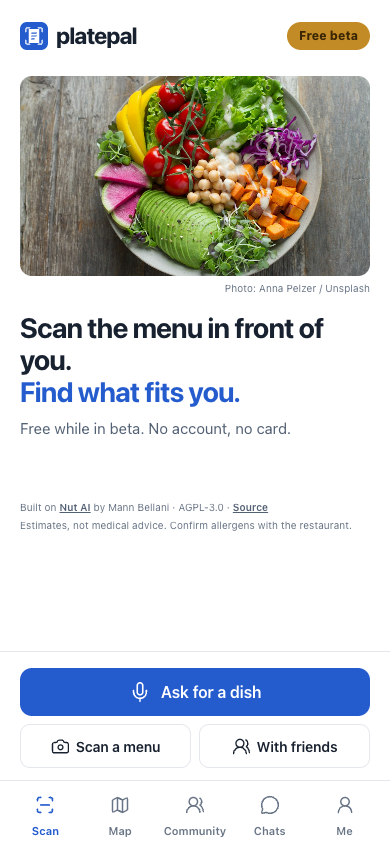 platepal
Free beta
Photo: Anna Pelzer / Unsplash
Scan the menu in front of
you.
Find what fits you.
Free while in beta. No account, no card.
Built on Nut AI by Mann Bellani · AGPL-3.0 · Source
Estimates, not medical advice. Confirm allergens with the restaurant.
Ask for a dish
Scan a menu
With friends
Scan
Map
Community
Chats
Me